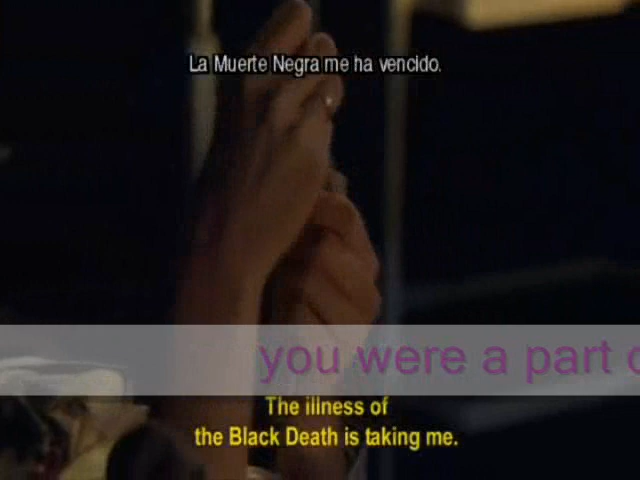 La Muerte Negra me ha vencido.
you were a part
The illness of
the Black Death is taking me.